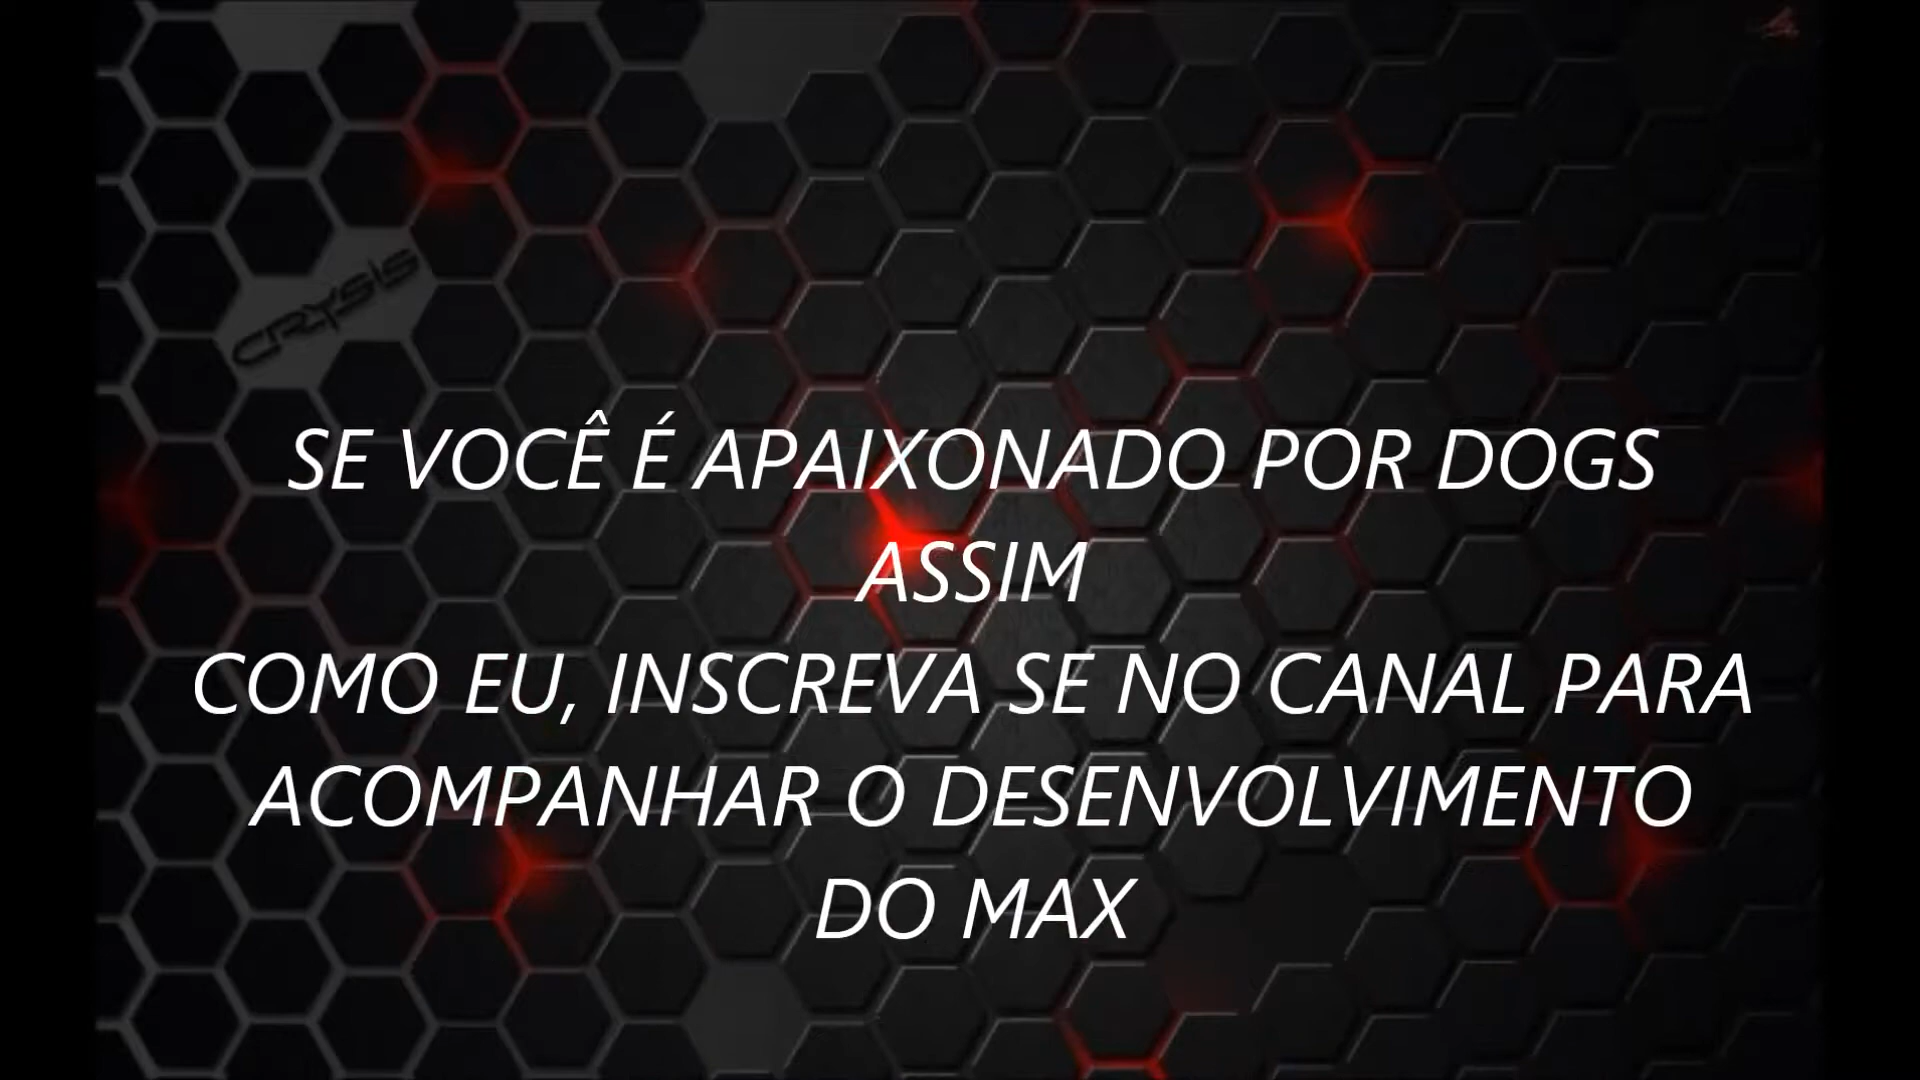 CRYSIS
SE VOCÊ É APAIXONADO POR DOGS
ASSIM
COMO EU, INSCREVA SE NO CANAL PARA
ACOMPANHAR O DESENVOLVIMENTO
DO MAX